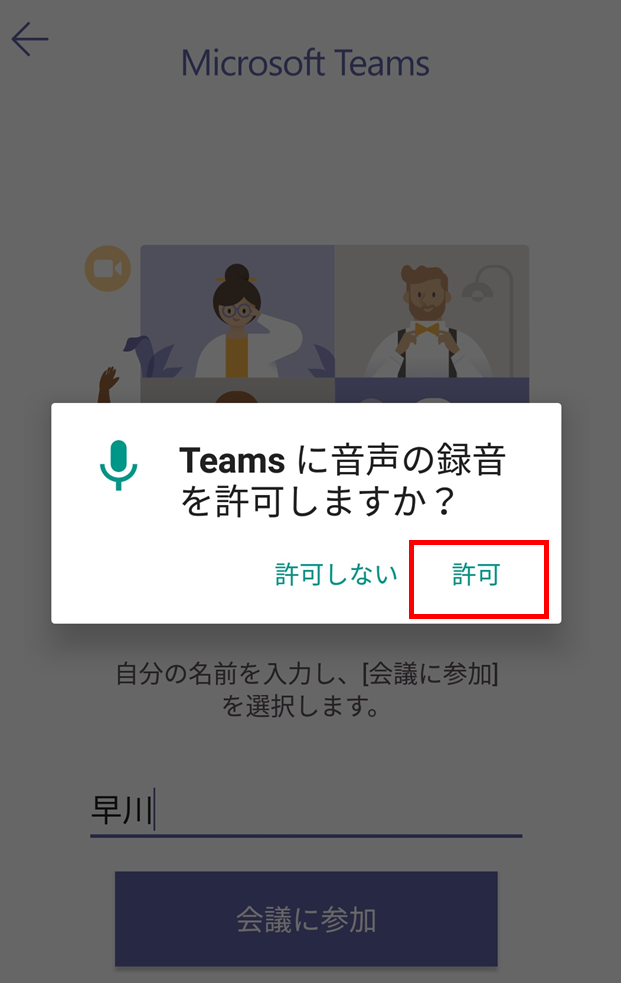 Microsoft Teams
Teams に音声の録音
を許可しますか？
許可しない 許可
自分の名前を入力し、[会議に参加]
を選択します。
早川
会議に参加